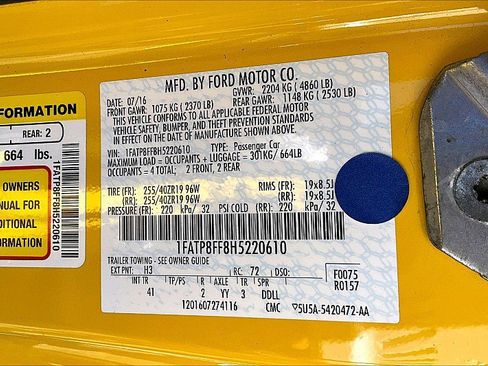 MFD. BY FORD MOTOR CO.
DATE: 07/16 GVWR: 2204 KG ( 4860 LB)
FRONT GAWR: 1075 KG ( 2370 LB) REAR GAWR: 1148 KG ( 2530 LB)
THIS VEHICLE CONFORMS TO ALL APPLICABLE FEDERAL MOTOR
VEHICLE SAFETY, BUMPER, AND THEFT PREVENTION STANDARDS
IN EFFECT ON THE DATE OF MANUFACTURE SHOWN ABOVE.
VEHICLE: VIN: 1FATP8FF8H5220610 TYPE: Passenger Car
MAXIMUM LOAD = OCCUPANTS + LUGGAGE = 301KG/ 664LB
OCCUPANTS = 4 TOTAL, 2 FRONT, 2 REAR
TIRE (FR): 255/40ZR19 96W RIMS (FR): 19x8.5J
(RR): 255/40ZR19 96W (RR): 19x8.5J
PRESSURE (FR): 220 kPa/ 32 PSI COLD (RR): 220 kPa/ 32
1FATP8FF8H5220610
TRAILER TOWING - SEE OWNER GUIDE
EXT PNT: H3 RC: 72 DSO: F0075
R0157
INT TR TP/PS R AXLE TR SPR
41 2 YY 3 DDLL
1201607274116 CMC 5U5A-5420472-AA
FORMATION
REAR: 2
664 lbs.
OWNERS
NUAL FOR
DITIONAL
ORMATION
1FATP8FF8H5220610